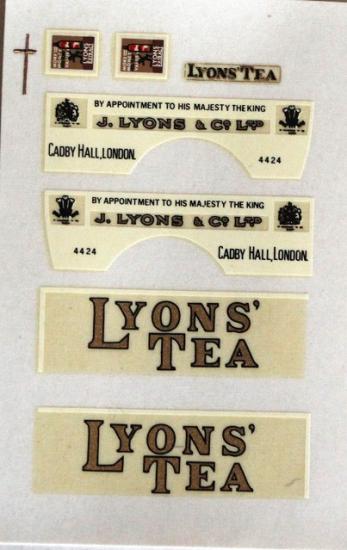 LYONS' TEA
BY APPOINTMENT TO HIS MAJESTY THE KING
J. LYONS & Cº LTD
CADBY HALL, LONDON.
4424
BY APPOINTMENT TO HIS MAJESTY THE KING
J. LYONS & Cº LTD
4424
CADBY HALL, LONDON.
LYONS'
TEA
LYONS'
TEA